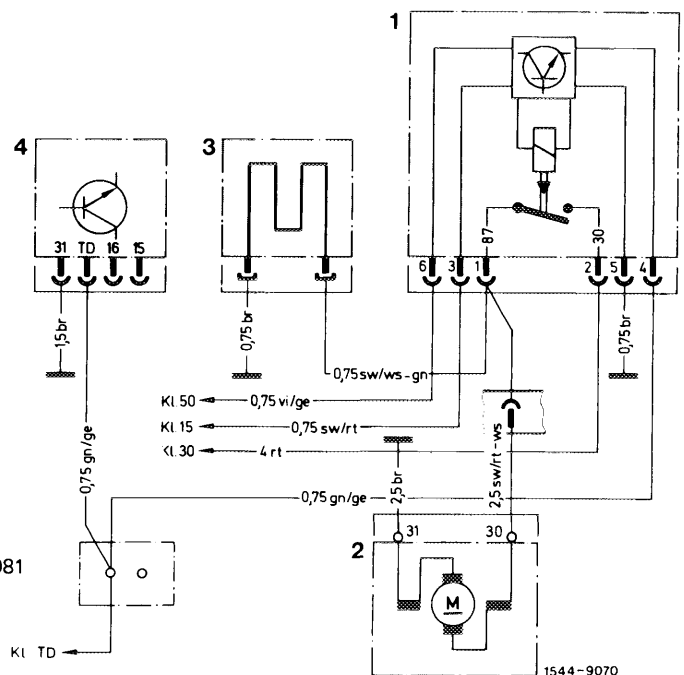 1
4
3
31 TD 16 15
87
30
6 3 1 2 5 4
1,5 br
0,75 br
0,75 br
0,75 sw/ws-gn
Kl. 50 0,75 vi/ge
Kl. 15 0,75 sw/rt
Kl. 30 4 rt
0,75 gn/ge
2,5 br
2,5 sw/rt-ws
0,75 gn/ge
31 30
2
M
981
Kl TD
1544-9070